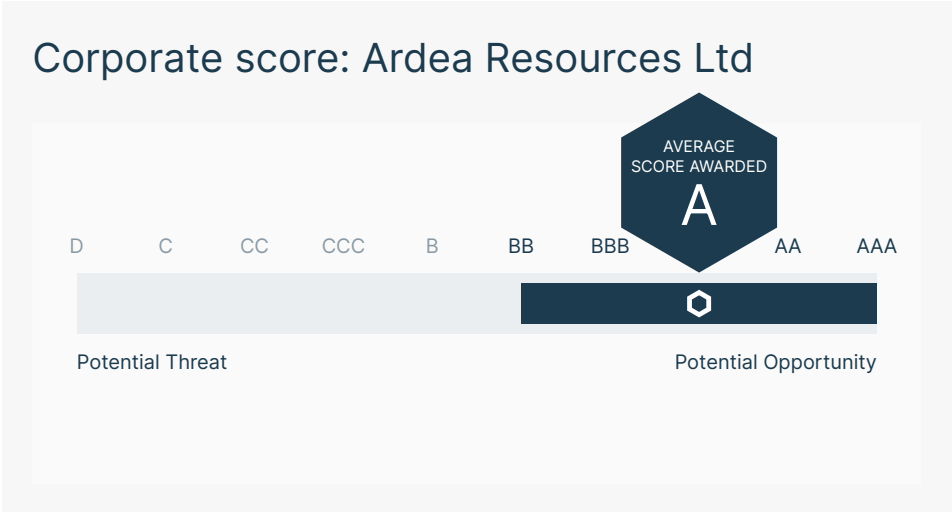 Corporate score: Ardea Resources Ltd
AVERAGE
SCORE AWARDED
A
D C CC CCC B BB BBB AA AAA
Potential Threat Potential Opportunity